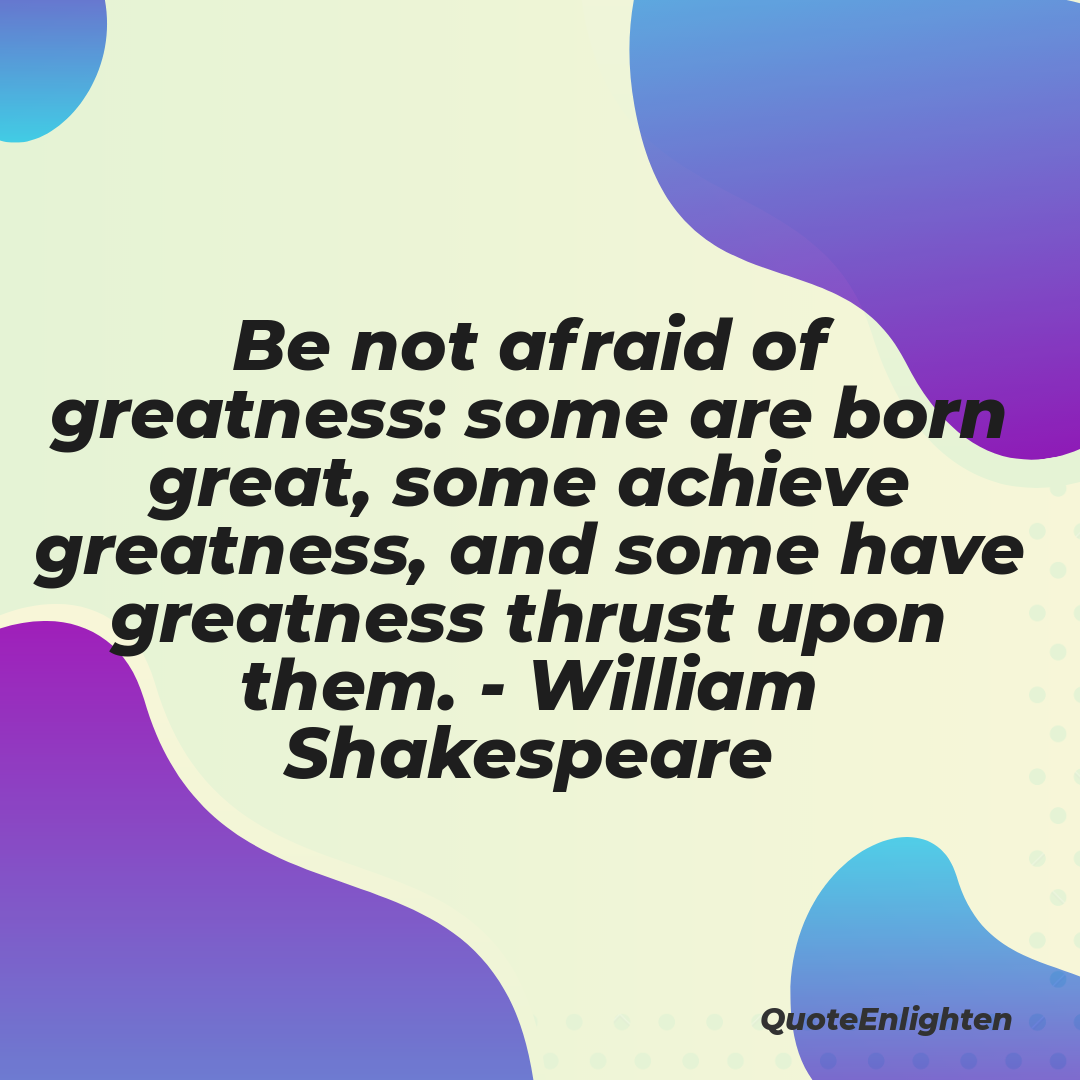 Be not afraid of
greatness: some are born
great, some achieve
greatness, and some have
greatness thrust upon
them. - William
Shakespeare
QuoteEnlighten